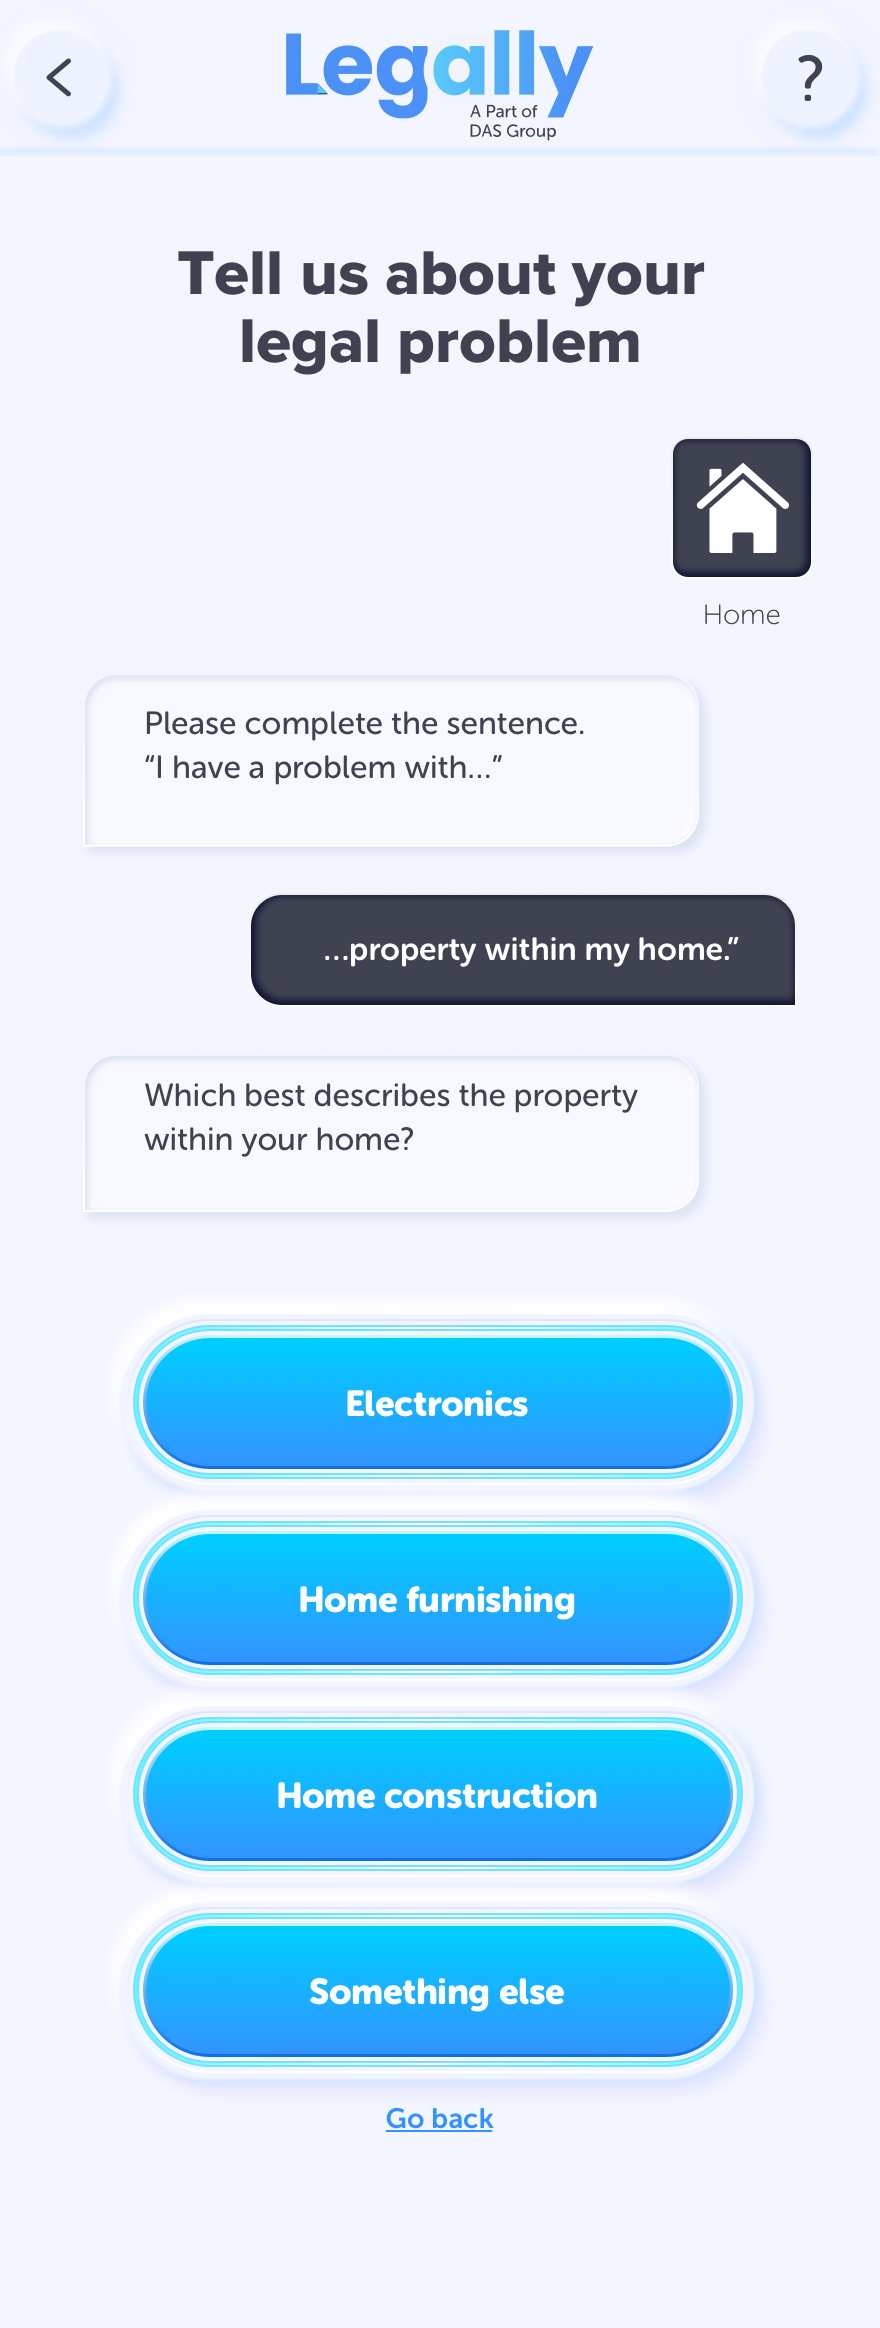 Legally
A Part of
DAS Group
?
Tell us about your
legal problem
Home
Please complete the sentence.
“I have a problem with...”
...property within my home.”
Which best describes the property
within your home?
Electronics
Home furnishing
Home construction
Something else
Go back